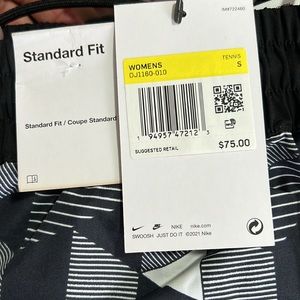 Standard Fit
Standard Fit / Coupe Standard
WOMENS
TENNIS
DJ1160-010
S
1 94957 47212
SUGGESTED RETAIL
$75.00
NIKE
nike.com
SWOOSH JUST DO IT ©2021 Nike